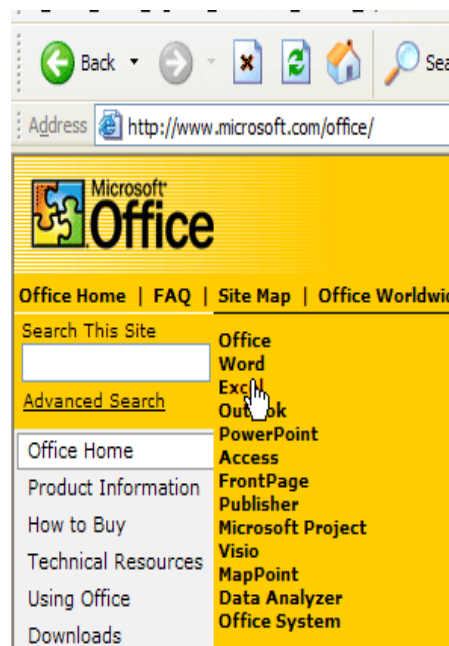 Back
Address http://www.microsoft.com/office/
Microsoft
Office
Office Home | FAQ | Site Map | Office
Search This Site
Advanced Search
Office Home
Product Information
How to Buy
Technical Resources
Using Office
Downloads
Office
Word
Excel
Outlook
PowerPoint
Access
FrontPage
Publisher
Microsoft Project
Visio
MapPoint
Data Analyzer
Office System